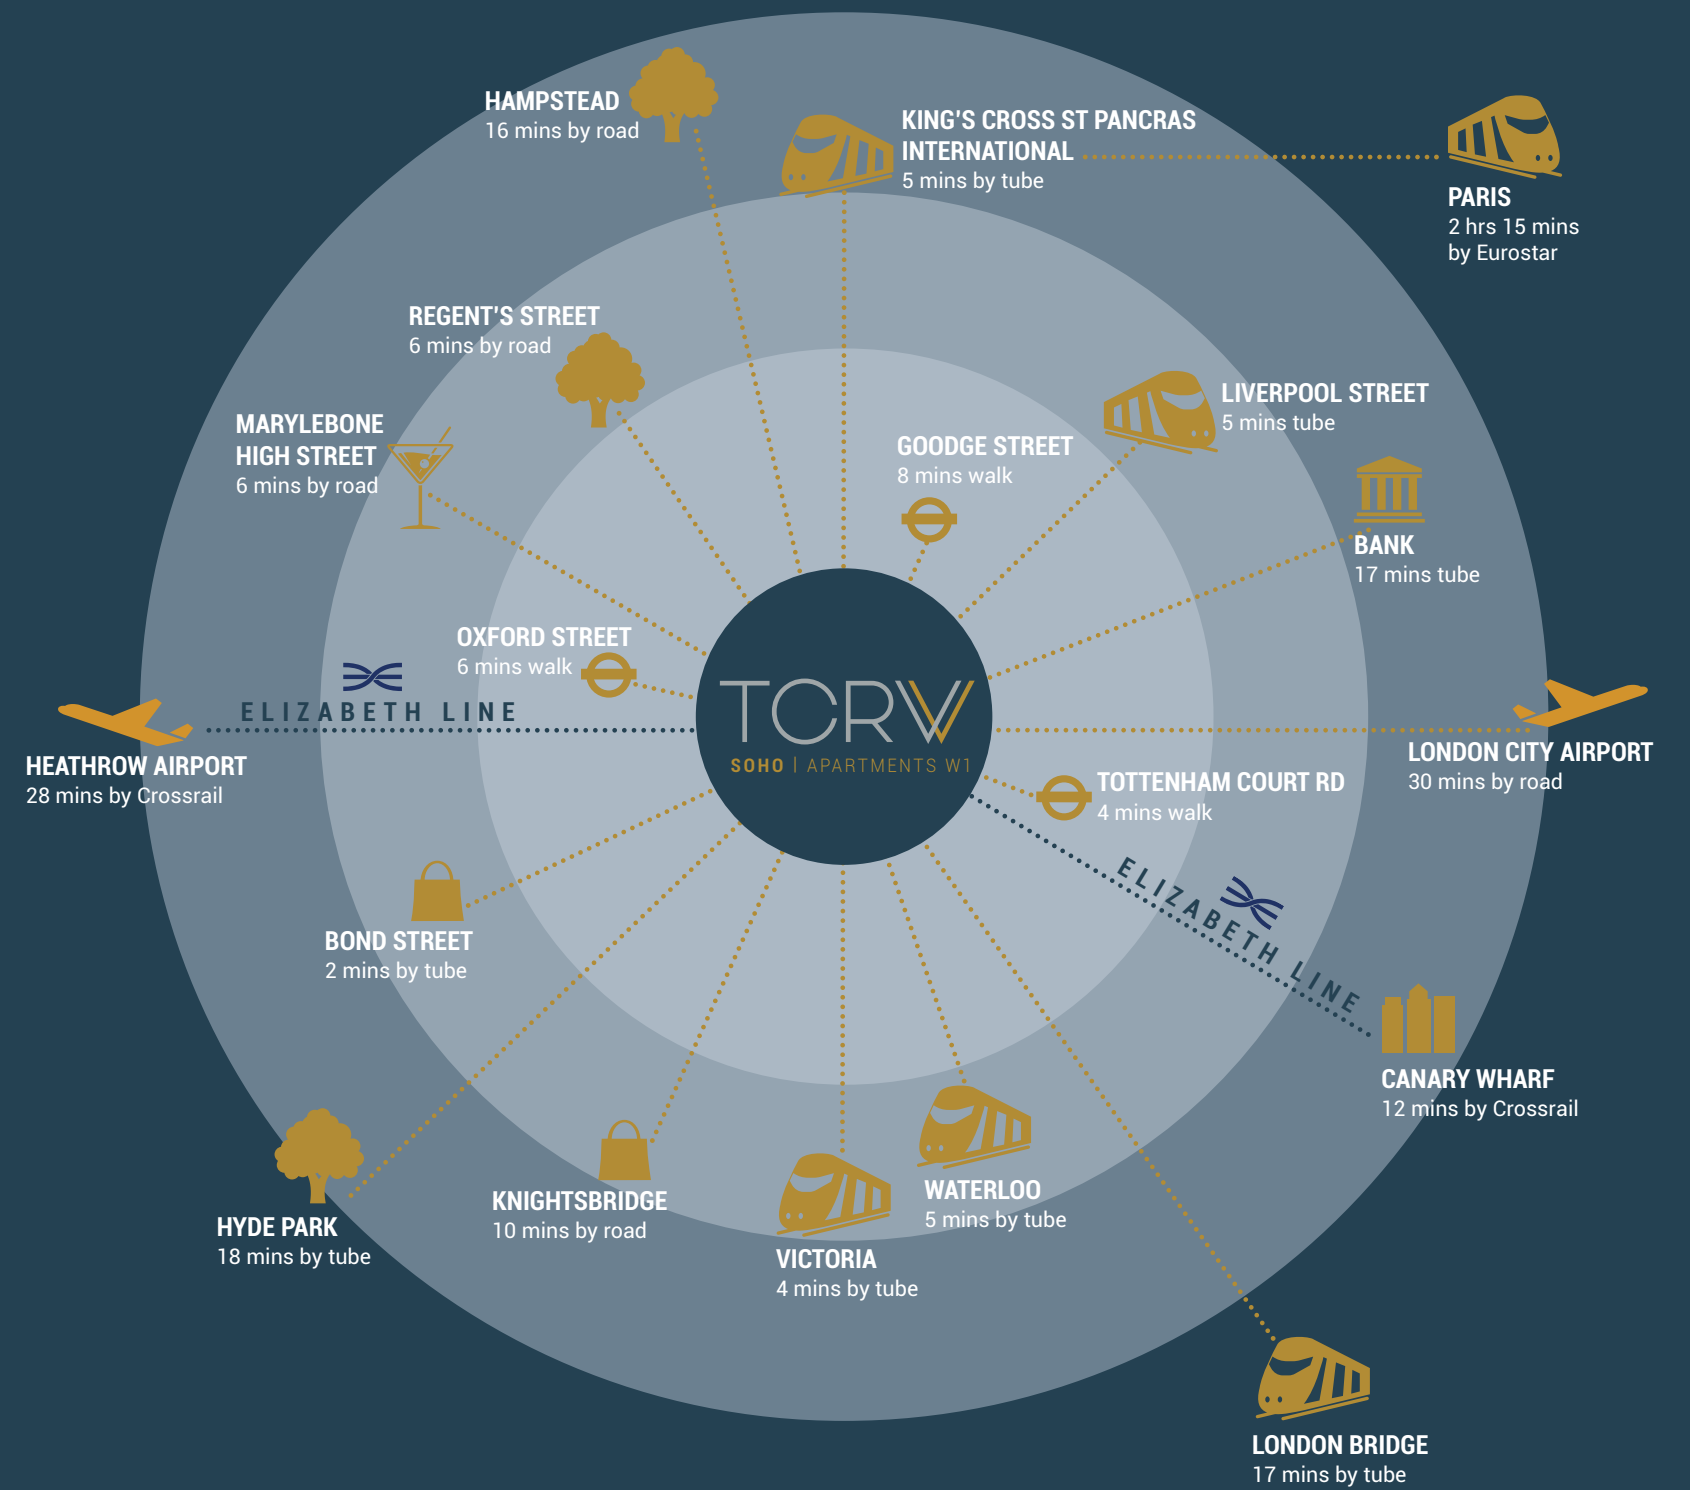 HAMPSTEAD
16 mins by road
KING'S CROSS ST PANCRAS
INTERNATIONAL
5 mins by tube
PARIS
2 hrs 15 mins
by Eurostar
REGENT'S STREET
6 mins by road
LIVERPOOL STREET
5 mins tube
MARYLEBONE
HIGH STREET
6 mins by road
GOODGE STREET
8 mins walk
BANK
17 mins tube
OXFORD STREET
6 mins walk
ELIZABETH LINE
HEATHROW AIRPORT
28 mins by Crossrail
TCRW
SOHO | APARTMENTS W1
LONDON CITY AIRPORT
30 mins by road
TOTTENHAM COURT RD
4 mins walk
ELIZABETH LINE
BOND STREET
2 mins by tube
CANARY WHARF
12 mins by Crossrail
HYDE PARK
18 mins by tube
KNIGHTSBRIDGE
10 mins by road
WATERLOO
5 mins by tube
VICTORIA
4 mins by tube
LONDON BRIDGE
17 mins by tube